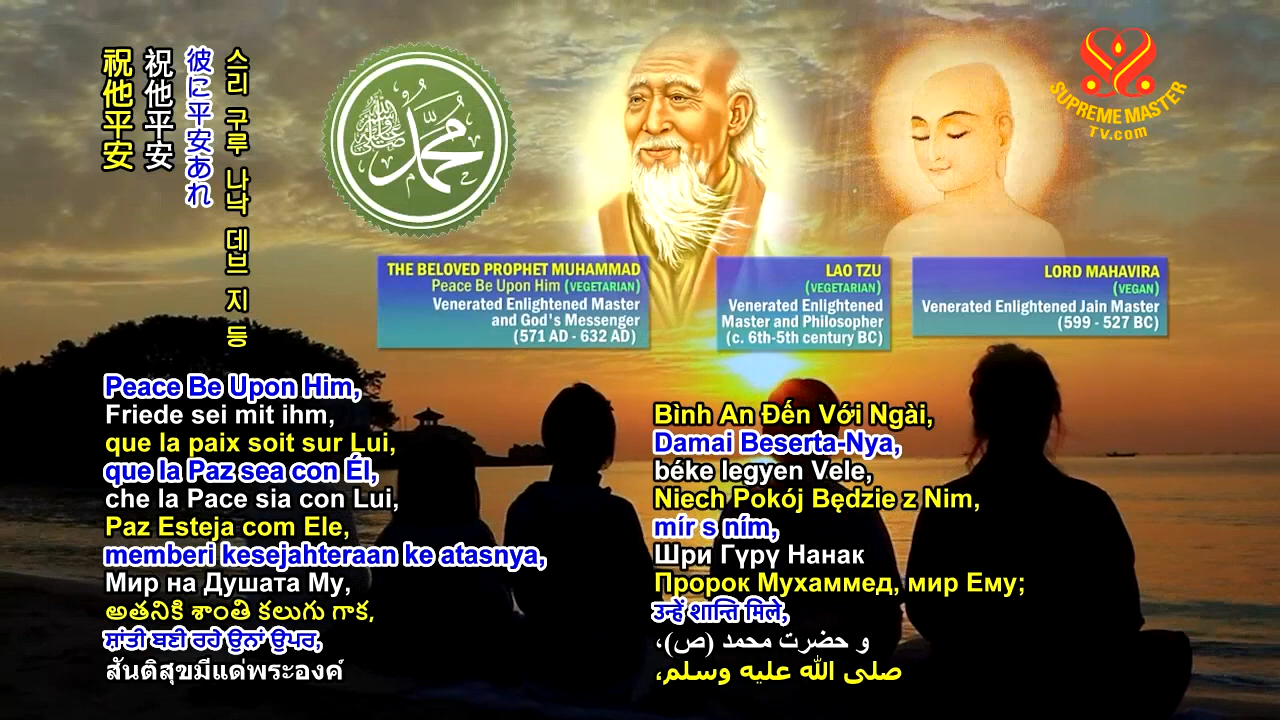 祝他平安
祝他平安
彼に平安あれ
스리 구루 나낙 데브 지 등
محمد
صلى الله عليه وسلم
SUPREME MASTER
TV.com
THE BELOVED PROPHET MUHAMMAD
Peace Be Upon Him (VEGETARIAN)
Venerated Enlightened Master
and God's Messenger
(571 AD - 632 AD)
LAO TZU
(VEGETARIAN)
Venerated Enlightened
Master and Philosopher
(c. 6th-5th century BC)
LORD MAHAVIRA
(VEGAN)
Venerated Enlightened Jain Master
(599 - 527 BC)
Peace Be Upon Him,
Friede sei mit ihm,
que la paix soit sur Lui,
que la Paz sea con Él,
che la Pace sia con Lui,
Paz Esteja com Ele,
memberi kesejahteraan ke atasnya,
Мир на Душата Му,
అతనికి శాంతి కలుగు గాక,
ਸ਼ਾਂਤੀ ਬਣੀ ਰਹੇ ਉਨਾਂ ਉਪਰ,
สันติสุขมีแด่พระองค์
Bình An Đến Với Ngài,
Damai Beserta-Nya,
béke legyen Vele,
Niech Pokój Będzie z Nim,
mír s ním,
Шри Гүрү Нанак
Пророк Мухаммед, мир Ему;
उन्हें शान्ति मिले,
و حضرت محمد (ص)،
صلى الله عليه وسلم،